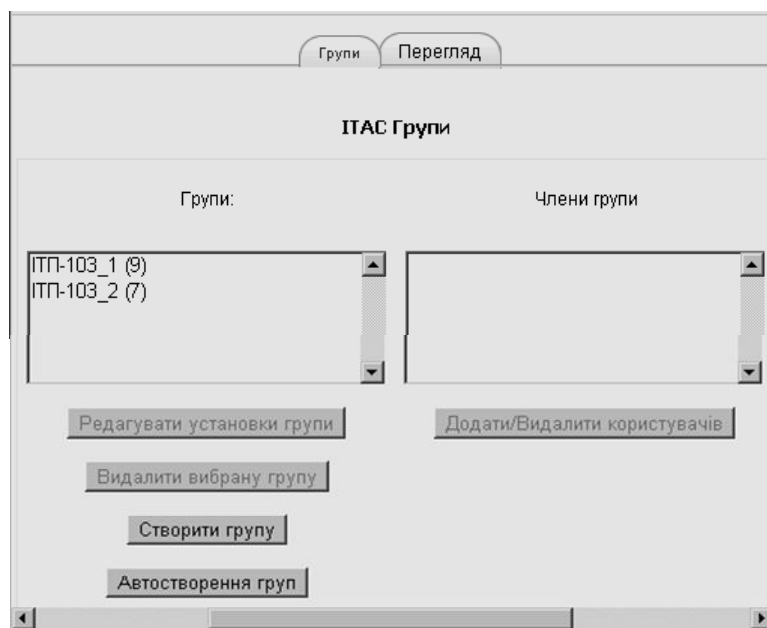 Групи Перегляд
ІТАС Групи
Групи: Члени групи
ІТП-103_1 (9)
ІТП-103_2 (7)
Редагувати установки групи Додати/Видалити користувачів
Видалити вибрану групу
Створити групу
Автостворення груп